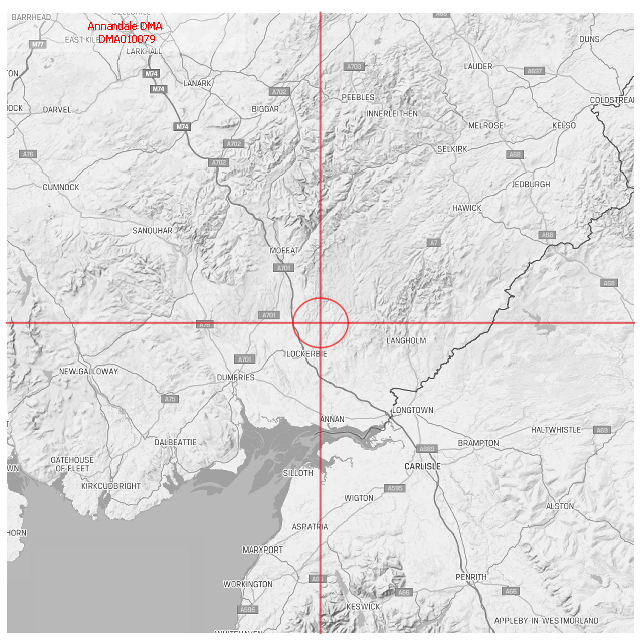 BARRHEAD
Annandale DMA
DMA010079
EAST KILB
M77
LARKHALL
A703
LAUDER
DUNS
A697
M74
M74
LANARK
A702
PEEBLES
COLDSTREAM
OCK
DARVEL
BIGGAR
INNERLEITHEN
M74
MELROSE
KELSO
A76
A702
A702
SELKIRK
A68
CUMNOCK
JEDBURGH
HAWICK
SANQUHAR
A68
A7
MOFFAT
A701
A68
A701
A76
LANGHOLM
LOCKERBIE
A701
NEW GALLOWAY
DUMFRIES
A75
LONGTOWN
ANNAN
HALTWHISTLE
A69
DALBEATTIE
BRAMPTON
A689
GATEHOUSE
OF FLEET
CARLISLE
WN
SILLOTH
KIRKCUDBRIGHT
A595
WIGTON
ALSTON
HORN
ASPATRIA
MARYPORT
WORKINGTON
PENRITH
A66
A66
KESWICK
A595
APPLEBY-IN-WESTMORLAND
WHITEHAVEN